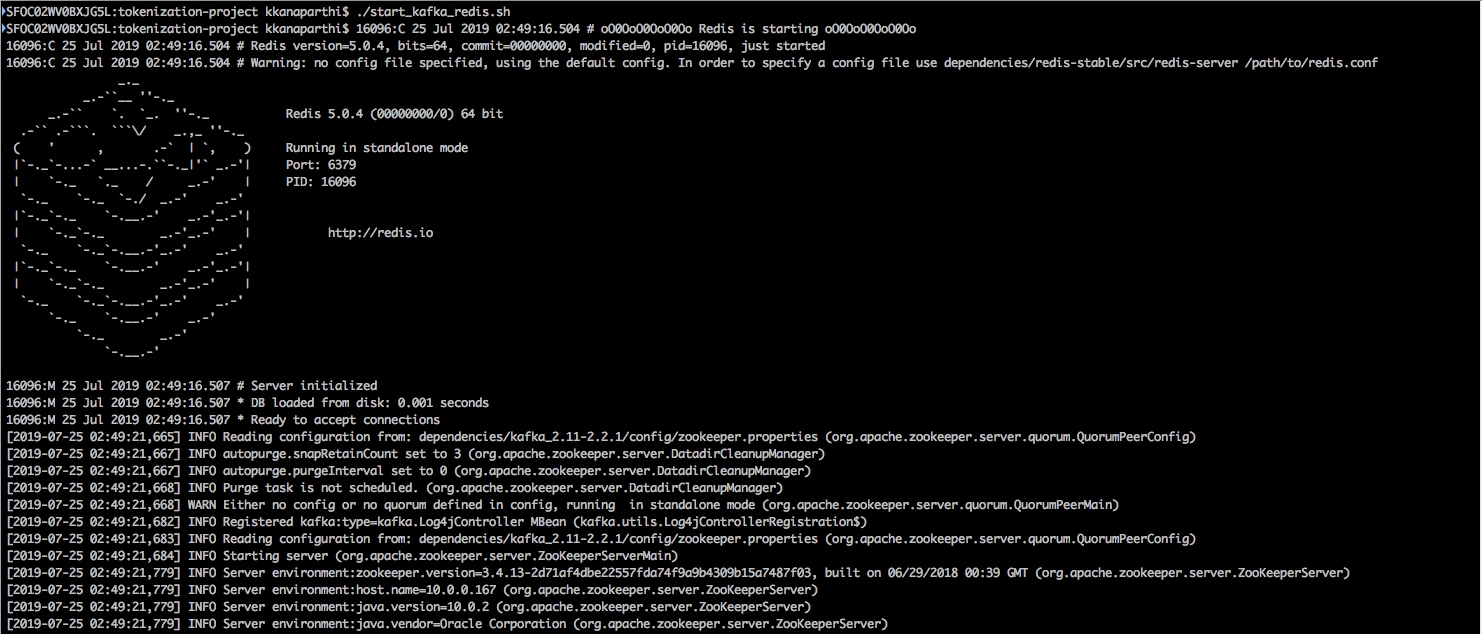 SFOC02WV0BXJG5L:tokenization-project kkanaparthi$ ./start_kafka_redis.sh
SFOC02WV0BXJG5L:tokenization-project kkanaparthi$ 16096:C 25 Jul 2019 02:49:16.504 # oO0OoO0OoO0Oo Redis is starting oO0OoO0OoO0Oo
16096:C 25 Jul 2019 02:49:16.504 # Redis version=5.0.4, bits=64, commit=00000000, modified=0, pid=16096, just started
16096:C 25 Jul 2019 02:49:16.504 # Warning: no config file specified, using the default config. In order to specify a config file use dependencies/redis-stable/src/redis-server /path/to/redis.conf
Redis 5.0.4 (00000000/0) 64 bit
Running in standalone mode
Port: 6379
PID: 16096
http://redis.io
16096:M 25 Jul 2019 02:49:16.507 # Server initialized
16096:M 25 Jul 2019 02:49:16.507 * DB loaded from disk: 0.001 seconds
16096:M 25 Jul 2019 02:49:16.507 * Ready to accept connections
[2019-07-25 02:49:21,665] INFO Reading configuration from: dependencies/kafka_2.11-2.2.1/config/zookeeper.properties (org.apache.zookeeper.server.quorum.QuorumPeerConfig)
[2019-07-25 02:49:21,667] INFO autopurge.snapRetainCount set to 3 (org.apache.zookeeper.server.DatadirCleanupManager)
[2019-07-25 02:49:21,667] INFO autopurge.purgeInterval set to 0 (org.apache.zookeeper.server.DatadirCleanupManager)
[2019-07-25 02:49:21,668] INFO Purge task is not scheduled. (org.apache.zookeeper.server.DatadirCleanupManager)
[2019-07-25 02:49:21,668] WARN Either no config or no quorum defined in config, running  in standalone mode (org.apache.zookeeper.server.quorum.QuorumPeerMain)
[2019-07-25 02:49:21,682] INFO Registered kafka:type=kafka.Log4jController MBean (kafka.utils.Log4jControllerRegistration$)
[2019-07-25 02:49:21,683] INFO Reading configuration from: dependencies/kafka_2.11-2.2.1/config/zookeeper.properties (org.apache.zookeeper.server.quorum.QuorumPeerConfig)
[2019-07-25 02:49:21,684] INFO Starting server (org.apache.zookeeper.server.ZooKeeperServerMain)
[2019-07-25 02:49:21,779] INFO Server environment:zookeeper.version=3.4.13-2d71af4dbe22557fda74f9a9b4309b15a7487f03, built on 06/29/2018 00:39 GMT (org.apache.zookeeper.server.ZooKeeperServer)
[2019-07-25 02:49:21,779] INFO Server environment:host.name=10.0.0.167 (org.apache.zookeeper.server.ZooKeeperServer)
[2019-07-25 02:49:21,779] INFO Server environment:java.version=10.0.2 (org.apache.zookeeper.server.ZooKeeperServer)
[2019-07-25 02:49:21,779] INFO Server environment:java.vendor=Oracle Corporation (org.apache.zookeeper.server.ZooKeeperServer)